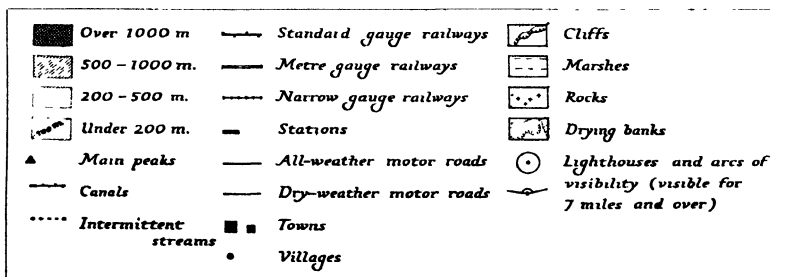 Over 1000 m
500 – 1000 m.
200 – 500 m.
Under 200 m.
Main peaks
Canals
Intermittent
streams
Standard gauge railways
Metre gauge railways
Narrow gauge railways
Stations
All-weather motor roads
Dry-weather motor roads
Towns
Villages
Cliffs
Marshes
Rocks
Drying banks
Lighthouses and arcs of
visibility (visible for
7 miles and over)